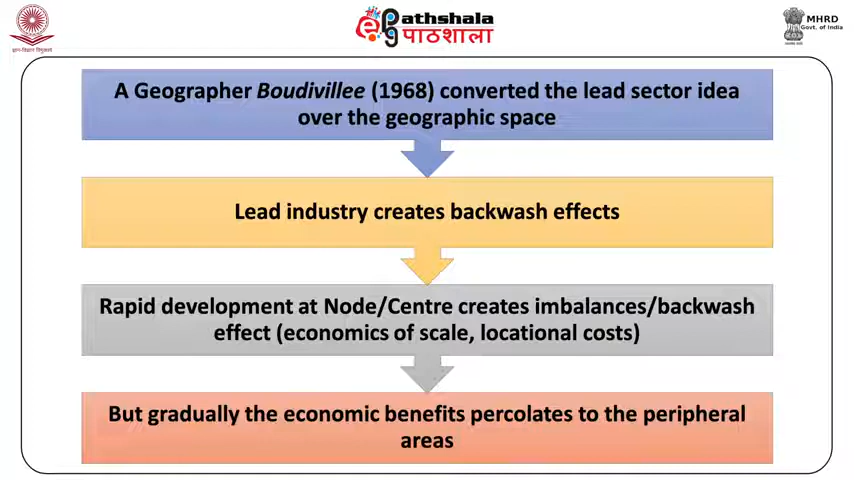 ePathshala
पाठशाला
MHRD
Govt. of India
ज्ञान-विज्ञान विमुक्तये
A Geographer Boudivillee (1968) converted the lead sector idea
over the geographic space
Lead industry creates backwash effects
Rapid development at Node/Centre creates imbalances/backwash
effect (economics of scale, locational costs)
But gradually the economic benefits percolates to the peripheral
areas